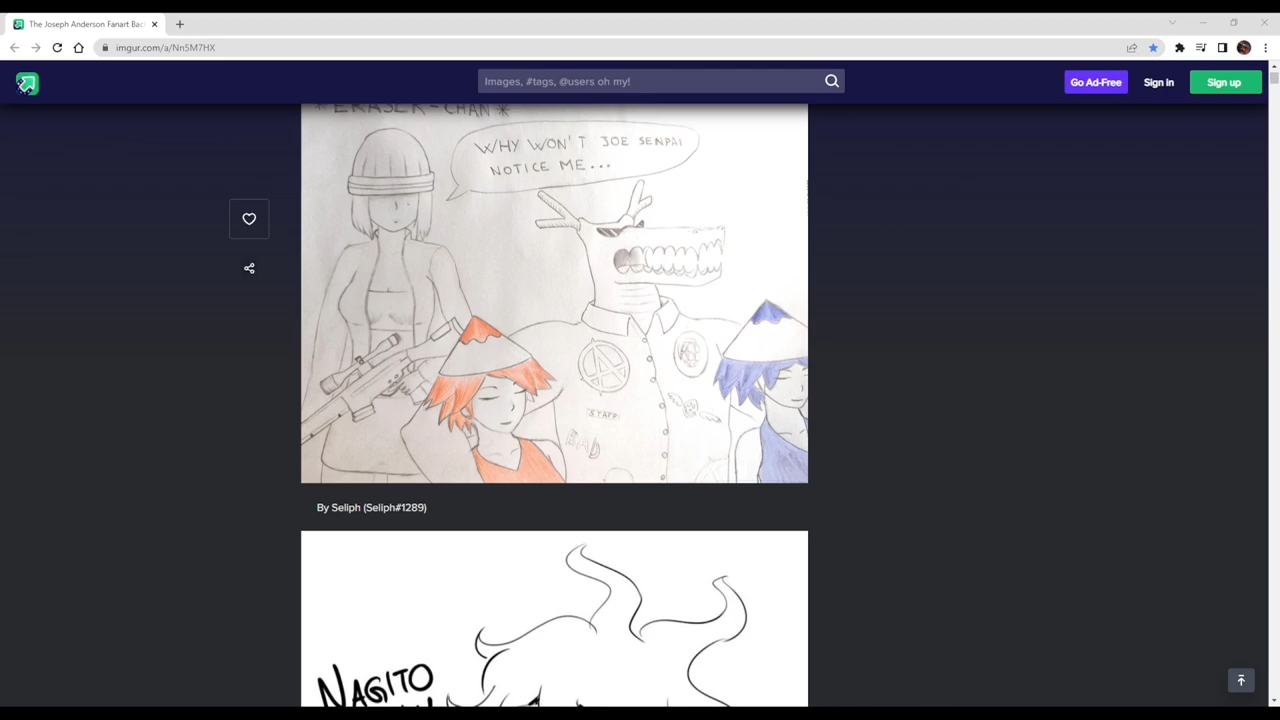 The Joseph Anderson Fanart Bac
imgur.com/a/Nn5M7HX
Images, #tags, @users oh my!
Go Ad-Free
Sign in
Sign up
*ERASER-CHAN*
WHY WON'T JOE SENPAI
NOTICE ME...
STAFF
BAD
By Seliph (Seliph#1289)
NAGITO